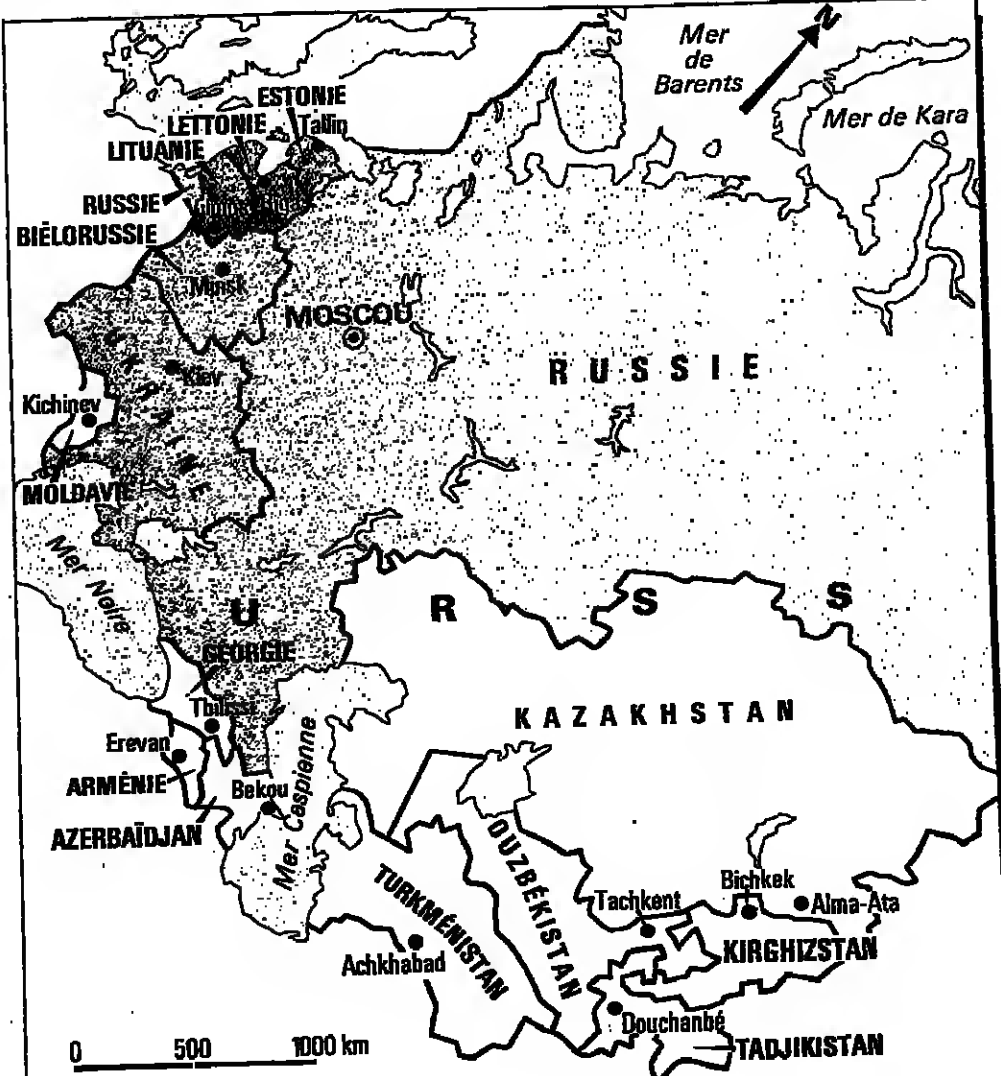 N
Mer
de
Barents
Mer de Kara
ESTONIE
LETTONIE
Tallin
LITUANIE
RUSSIE
BIÉLORUSSIE
Minsk
MOSCOU
RUSSIE
UKRAINE
Kiev
Kichinev
MOLDAVIE
Mer Noire
U R S S
GÉORGIE
Tbilissi
KAZAKHSTAN
Erevan
ARMÉNIE
Bekou
Mer Caspienne
AZERBAÏDJAN
OUZBÉKISTAN
TURKMÉNISTAN
Tachkent
Bichkek
Alma-Ata
Achkhabad
KIRGHIZSTAN
Douchanbé
TADJIKISTAN
0 500 1000 km